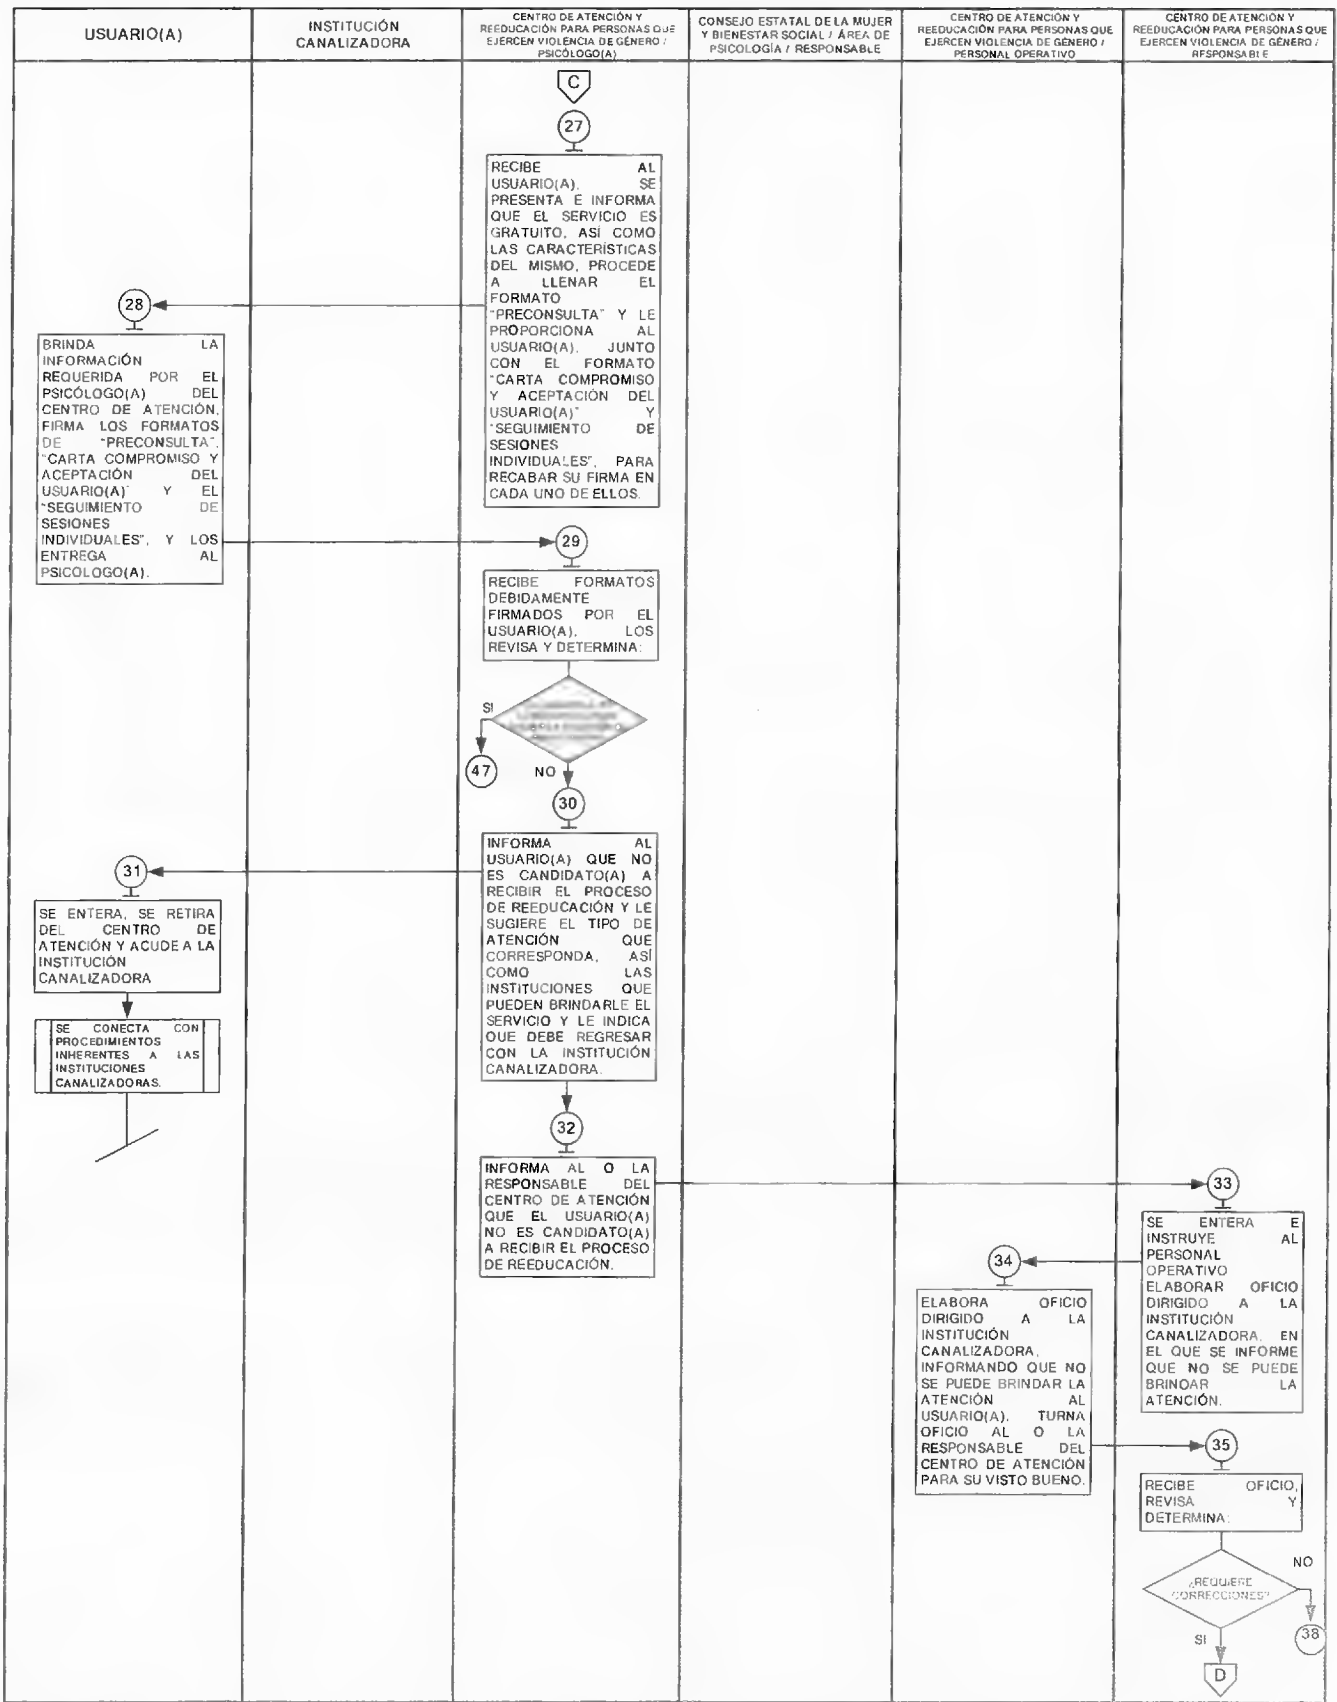 USUARIO(A)
INSTITUCIÓN
CANALIZADORA
CENTRO DE ATENCIÓN Y
REEDUCACIÓN PARA PERSONAS QUE
EJERCEN VIOLENCIA DE GÉNERO /
PSICÓLOGO(A)
CONSEJO ESTATAL DE LA MUJER
Y BIENESTAR SOCIAL / ÁREA DE
PSICOLOGÍA / RESPONSABLE
CENTRO DE ATENCIÓN Y
REEDUCACIÓN PARA PERSONAS QUE
EJERCEN VIOLENCIA DE GÉNERO /
PERSONAL OPERATIVO
CENTRO DE ATENCIÓN Y
REEDUCACIÓN PARA PERSONAS QUE
EJERCEN VIOLENCIA DE GÉNERO /
RESPONSABLE
C
27
RECIBE AL
USUARIO(A), SE
PRESENTA E INFORMA
QUE EL SERVICIO ES
GRATUITO, ASÍ COMO
LAS CARACTERÍSTICAS
DEL MISMO, PROCEDE
A LLENAR EL
FORMATO
"PRECONSULTA" Y LE
PROPORCIONA AL
USUARIO(A), JUNTO
CON EL FORMATO
"CARTA COMPROMISO
Y ACEPTACIÓN DEL
USUARIO(A)" Y
"SEGUIMIENTO DE
SESIONES
INDIVIDUALES", PARA
RECABAR SU FIRMA EN
CADA UNO DE ELLOS.
28
BRINDA LA
INFORMACIÓN
REQUERIDA POR EL
PSICÓLOGO(A) DEL
CENTRO DE ATENCIÓN,
FIRMA LOS FORMATOS
DE "PRECONSULTA",
"CARTA COMPROMISO Y
ACEPTACIÓN DEL
USUARIO(A)" Y EL
"SEGUIMIENTO DE
SESIONES
INDIVIDUALES", Y LOS
ENTREGA AL
PSICOLOGO(A).
29
RECIBE FORMATOS
DEBIDAMENTE
FIRMADOS POR EL
USUARIO(A), LOS
REVISA Y DETERMINA:
SI
47
NO
30
INFORMA AL
USUARIO(A) QUE NO
ES CANDIDATO(A) A
RECIBIR EL PROCESO
DE REEDUCACIÓN Y LE
SUGIERE EL TIPO DE
ATENCIÓN QUE
CORRESPONDA, ASÍ
COMO LAS
INSTITUCIONES QUE
PUEDEN BRINDARLE EL
SERVICIO Y LE INDICA
QUE DEBE REGRESAR
CON LA INSTITUCIÓN
CANALIZADORA.
31
SE ENTERA, SE RETIRA
DEL CENTRO DE
ATENCIÓN Y ACUDE A LA
INSTITUCIÓN
CANALIZADORA
SE CONECTA CON
PROCEDIMIENTOS
INHERENTES A LAS
INSTITUCIONES
CANALIZADORAS.
32
INFORMA AL O LA
RESPONSABLE DEL
CENTRO DE ATENCIÓN
QUE EL USUARIO(A)
NO ES CANDIDATO(A)
A RECIBIR EL PROCESO
DE REEDUCACIÓN.
33
SE ENTERA E
INSTRUYE AL
PERSONAL
OPERATIVO
ELABORAR OFICIO
DIRIGIDO A LA
INSTITUCIÓN
CANALIZADORA, EN
EL QUE SE INFORME
QUE NO SE PUEDE
BRINDAR LA
ATENCIÓN.
34
ELABORA OFICIO
DIRIGIDO A LA
INSTITUCIÓN
CANALIZADORA,
INFORMANDO QUE NO
SE PUEDE BRINDAR LA
ATENCIÓN AL
USUARIO(A), TURNA
OFICIO AL O LA
RESPONSABLE DEL
CENTRO DE ATENCIÓN
PARA SU VISTO BUENO.
35
RECIBE OFICIO,
REVISA Y
DETERMINA:
¿REQUIERE
CORRECCIONES?
NO
38
SI
D